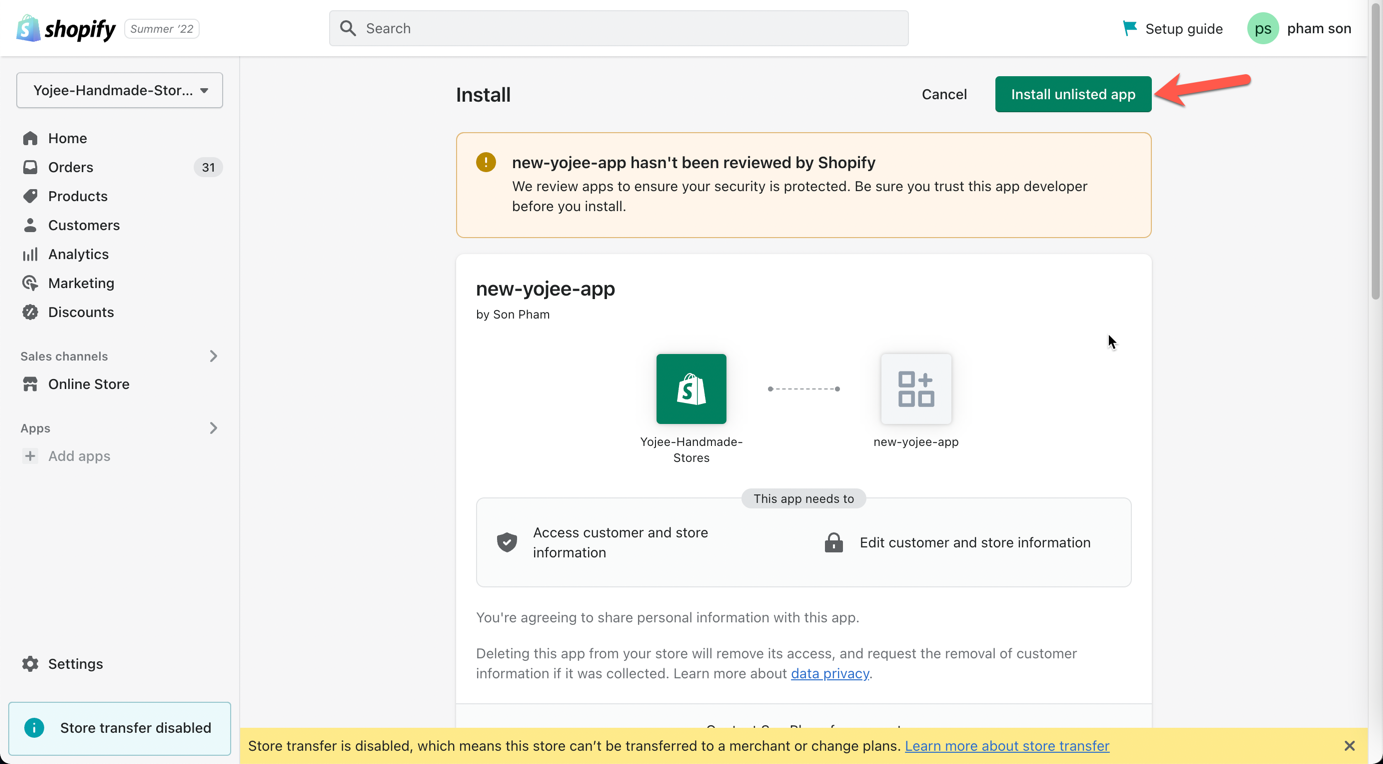 shopify
Summer '22
Search
Setup guide
ps
pham son
Yojee-Handmade-Stor...
Home
Orders
31
Products
Customers
Analytics
Marketing
Discounts
Sales channels
Online Store
Apps
Add apps
Settings
Store transfer disabled
Install
Cancel
Install unlisted app
new-yojee-app hasn't been reviewed by Shopify
We review apps to ensure your security is protected. Be sure you trust this app developer
before you install.
new-yojee-app
by Son Pham
Yojee-Handmade-
Stores
new-yojee-app
This app needs to
Access customer and store
information
Edit customer and store information
You're agreeing to share personal information with this app.
Deleting this app from your store will remove its access, and request the removal of customer
information if it was collected. Learn more about data privacy.
Store transfer is disabled, which means this store can't be transferred to a merchant or change plans. Learn more about store transfer